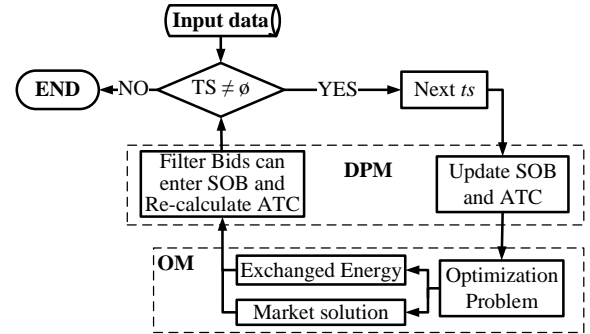 Input data
END
NO
TS ≠ ø
YES
Next ts
Filter Bids can
enter SOB and
Re-calculate ATC
DPM
Update SOB
and ATC
OM
Exchanged Energy
Market solution
Optimization
Problem